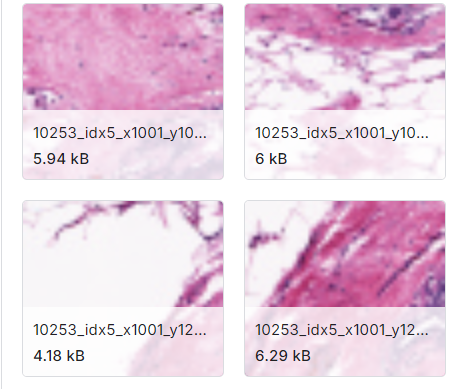 10253_idx5_x1001_y10...
5.94 kB
10253_idx5_x1001_y10...
6 kB
10253_idx5_x1001_y12...
4.18 kB
10253_idx5_x1001_y12...
6.29 kB